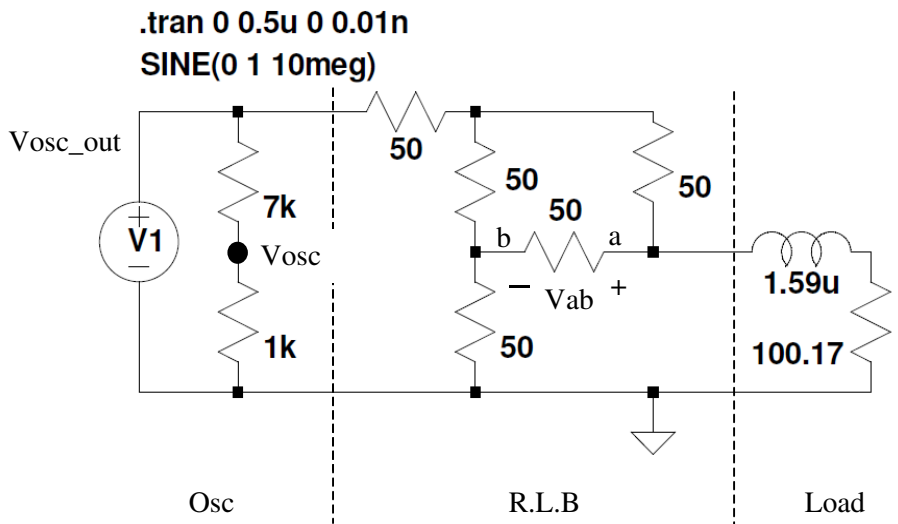 .tran 0 0.5u 0 0.01n
SINE(0 1 10meg)
Vosc_out
50
50
50
50
7k
V1
Vosc
b
a
+
−
− Vab +
1.59u
1k
50
100.17
Osc
R.L.B
Load